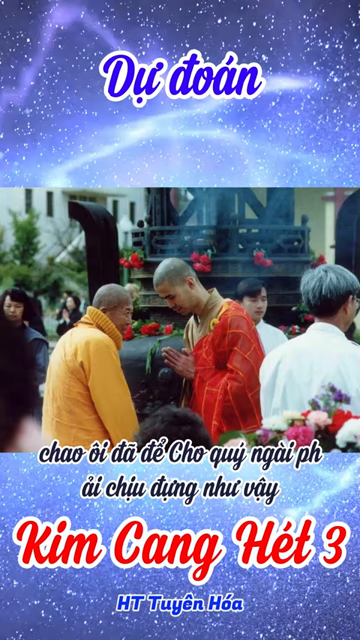 Dự đoán
chao ôi đã để Cho quý ngài ph
ải chịu đựng như vậy
Kim Cang Hét 3
HT Tuyên Hóa